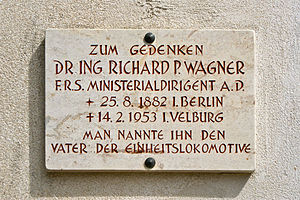 ZUM GEDENKEN
DR ING. RICHARD P. WAGNER
F.R.S. MINISTERIALDIRIGENT A.D.
+ 25.8.1882 I. BERLIN
+ 14.2.1953 I. VELBURG
MAN NANNTE IHN DEN
VATER DER EINHEITSLOKOMOTIVE